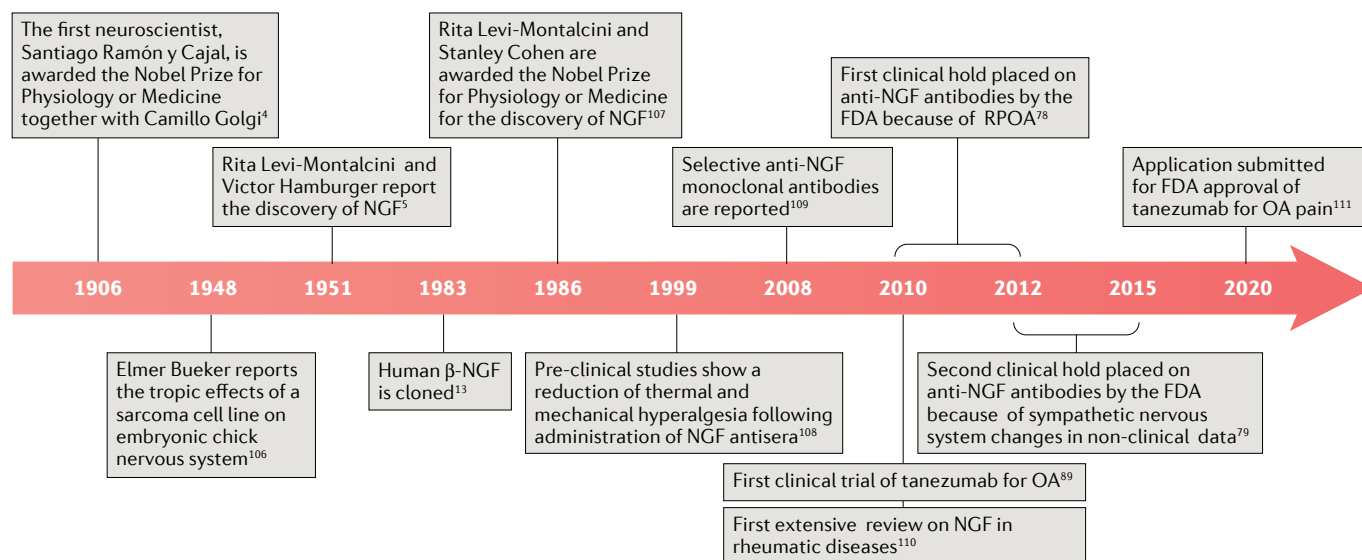 The first neuroscientist,
Santiago Ramón y Cajal, is
awarded the Nobel Prize for
Physiology or Medicine
together with Camillo Golgi⁴
Rita Levi-Montalcini and
Victor Hamburger report
the discovery of NGF⁵
Rita Levi-Montalcini and
Stanley Cohen are
awarded the Nobel Prize
for Physiology or Medicine
for the discovery of NGF¹⁰⁷
Selective anti-NGF
monoclonal antibodies
are reported¹⁰⁹
First clinical hold placed on
anti-NGF antibodies by the
FDA because of RPOA⁷⁸
Application submitted
for FDA approval of
tanezumab for OA pain¹¹¹
1906 1948 1951 1983 1986 1999 2008 2010 2012 2015 2020
Elmer Bueker reports
the tropic effects of a
sarcoma cell line on
embryonic chick
nervous system¹⁰⁶
Human β-NGF
is cloned¹³
Pre-clinical studies show a
reduction of thermal and
mechanical hyperalgesia following
administration of NGF antisera¹⁰⁸
Second clinical hold placed on
anti-NGF antibodies by the FDA
because of sympathetic nervous
system changes in non-clinical data⁷⁹
First clinical trial of tanezumab for OA⁸⁹
First extensive review on NGF in
rheumatic diseases¹¹⁰